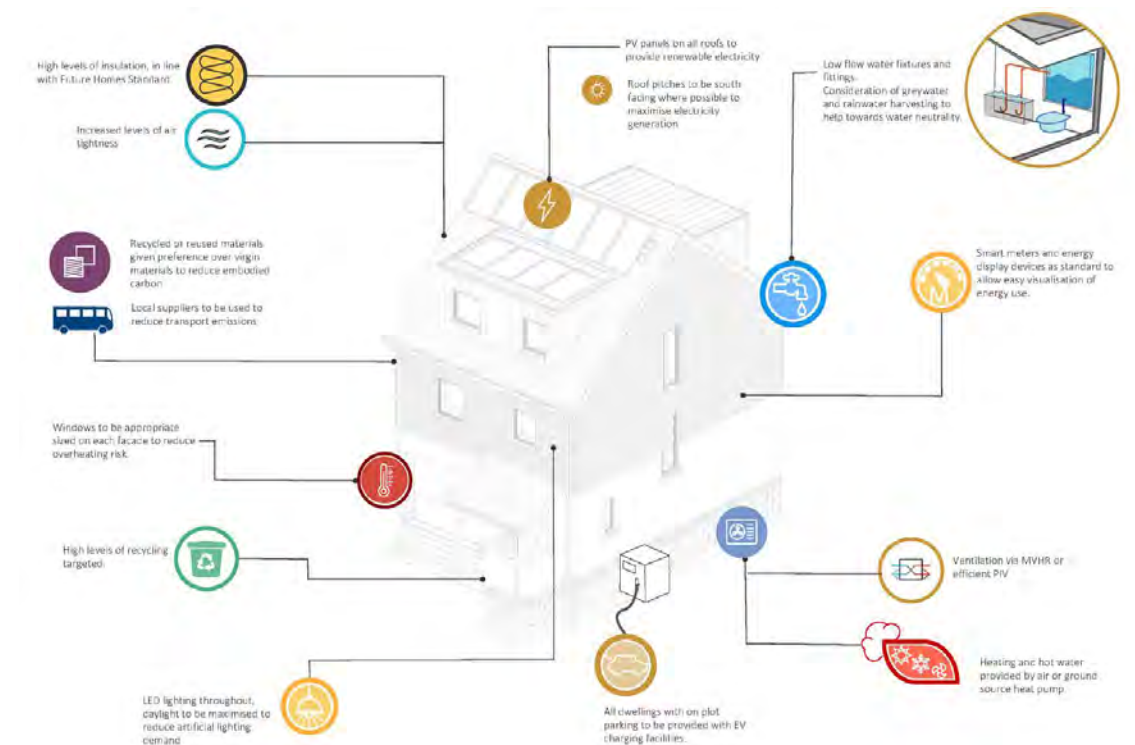 High levels of insulation, in line
with Future Homes Standard.
Increased levels of air
tightness
PV panels on all roofs to
provide renewable electricity
Roof pitches to be south
facing where possible to
maximise electricity
generation
Low flow water fixtures and
fittings.
Consideration of greywater
and rainwater harvesting to
help towards water neutrality.
Recycled or reused materials
given preference over virgin
materials to reduce embodied
carbon
Local suppliers to be used to
reduce transport emissions
Smart meters and energy
display devices as standard to
allow easy visualisation of
energy use.
M
Windows to be appropriate
sized on each facade to reduce
overheating risk.
High levels of recycling
targeted.
Ventilation via MVHR or
efficient PIV
Heating and hot water
provided by air or ground
source heat pump.
LED lighting throughout,
daylight to be maximised to
reduce artificial lighting
demand
All dwellings with on plot
parking to be provided with EV
charging facilities.